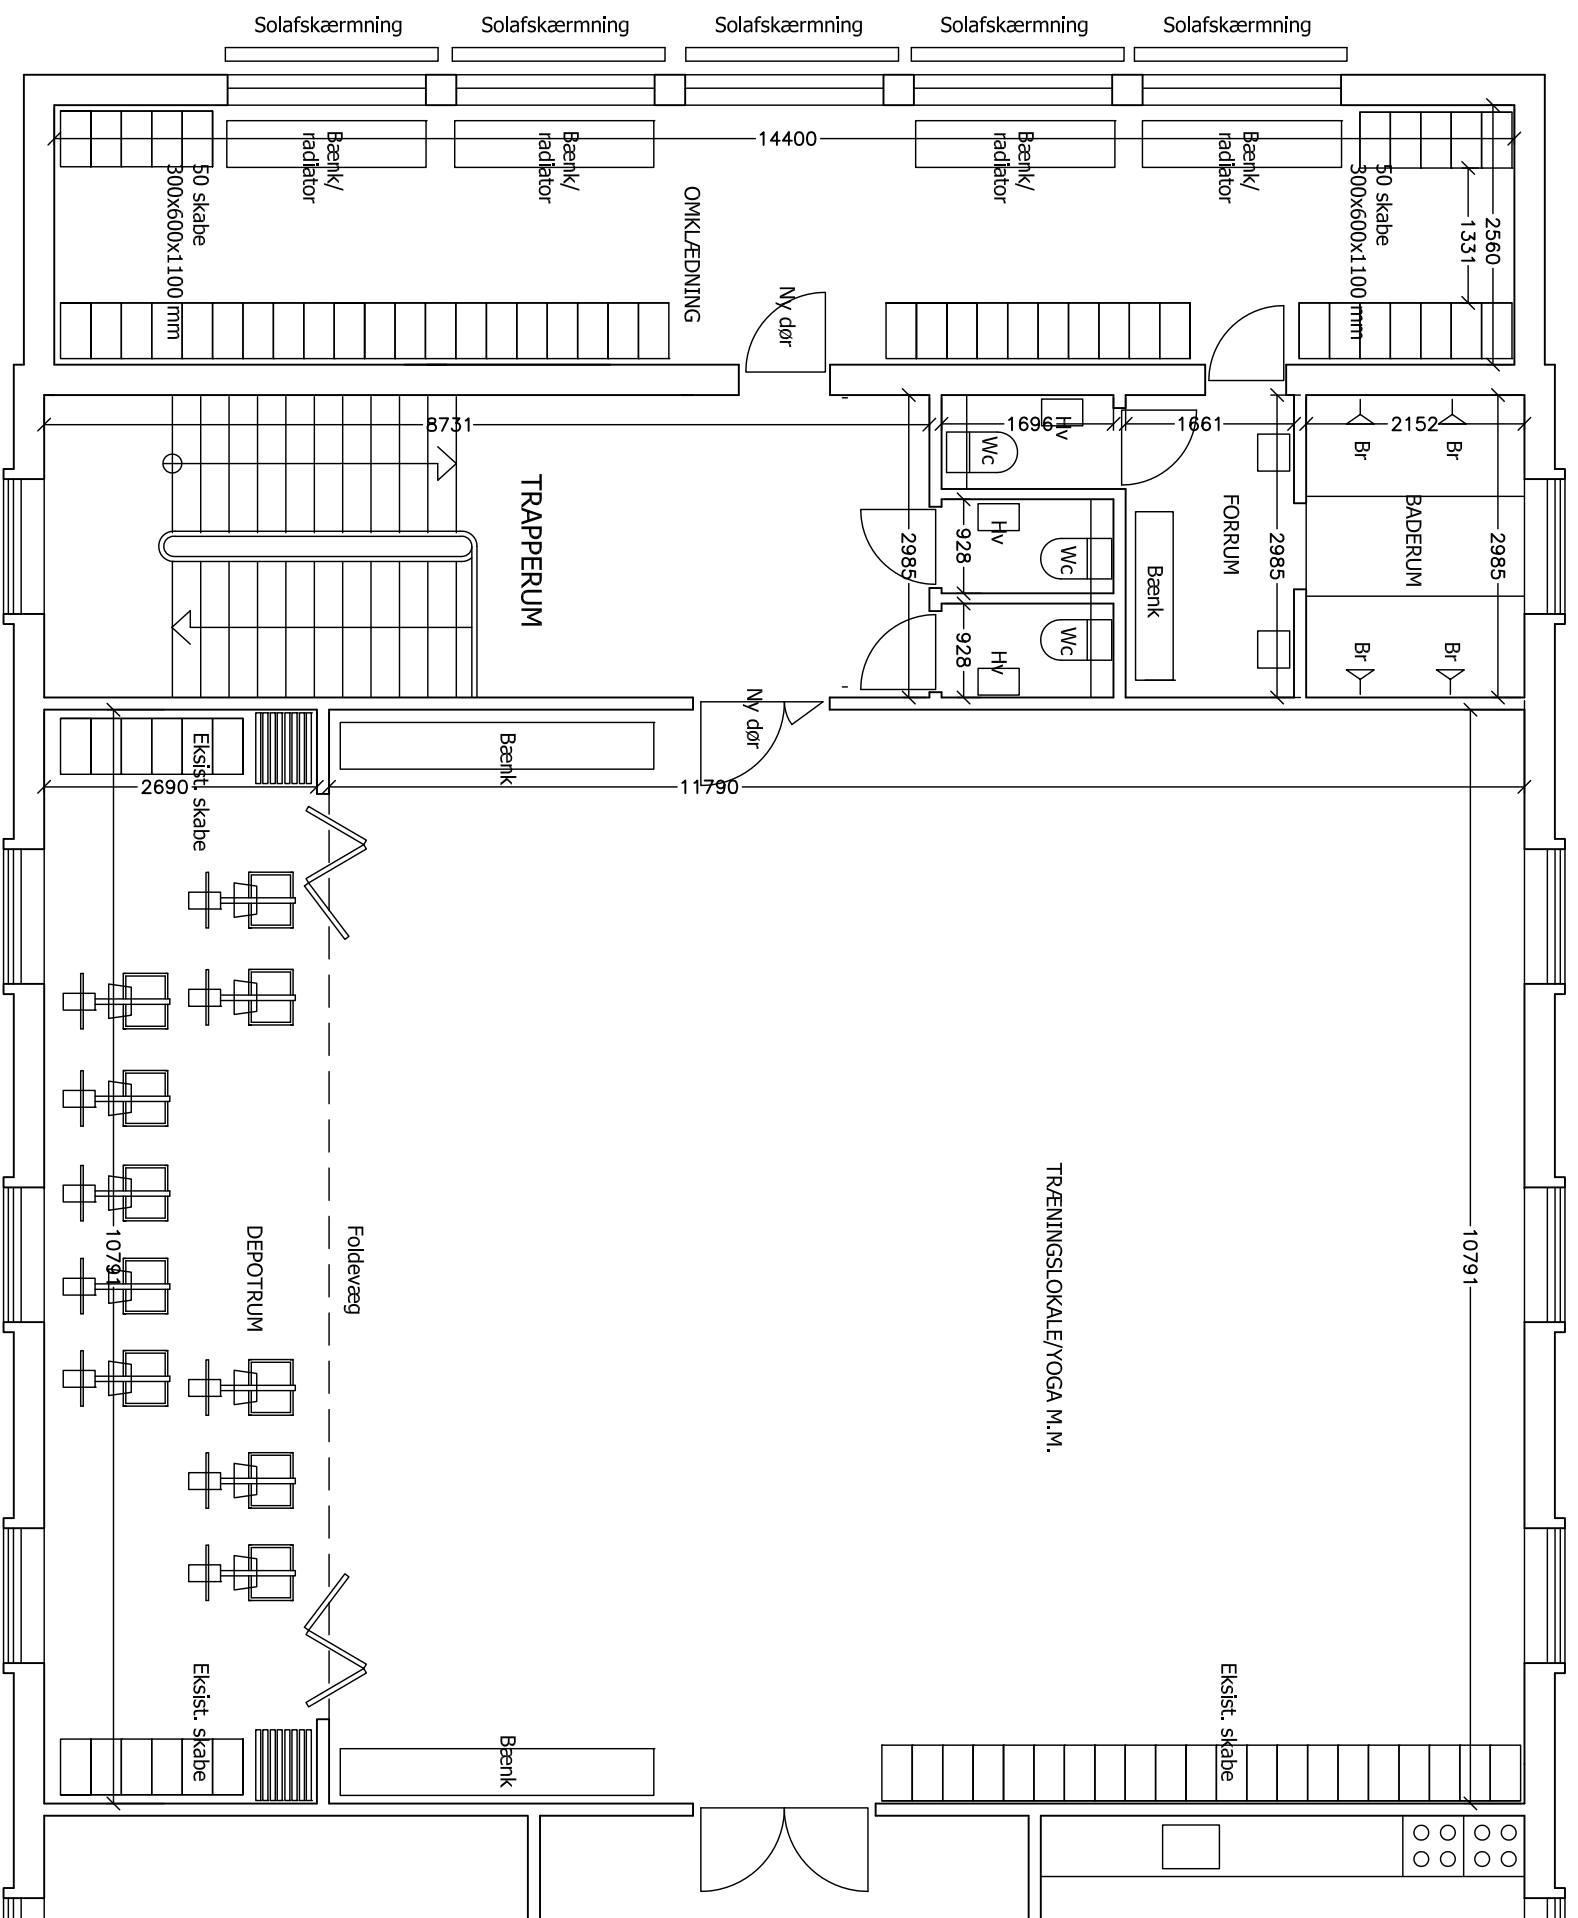 Solafskærmning
Solafskærmning
Solafskærmning
Solafskærmning
Solafskærmning
Bænk/
radiator
Bænk/
radiator
14400
Bænk/
radiator
Bænk/
radiator
50 skabe
300x600x1100 mm
50 skabe
300x600x1100 mm
2560
1331
OMKLÆDNING
Ny dør
8731
1696
1661
2152
Hv
Wc
Br
Br
TRAPPERUM
2985
928
Hv
Wc
FORRUM
2985
BADERUM
2985
Bænk
928
Hv
Wc
Br
Br
Ny dør
Eksist. skabe
Bænk
2690
11790
TRÆNINGSLOKALE/YOGA M.M.
10791
DEPOTRUM
Foldevæg
10791
Eksist. skabe
Bænk
Eksist. skabe